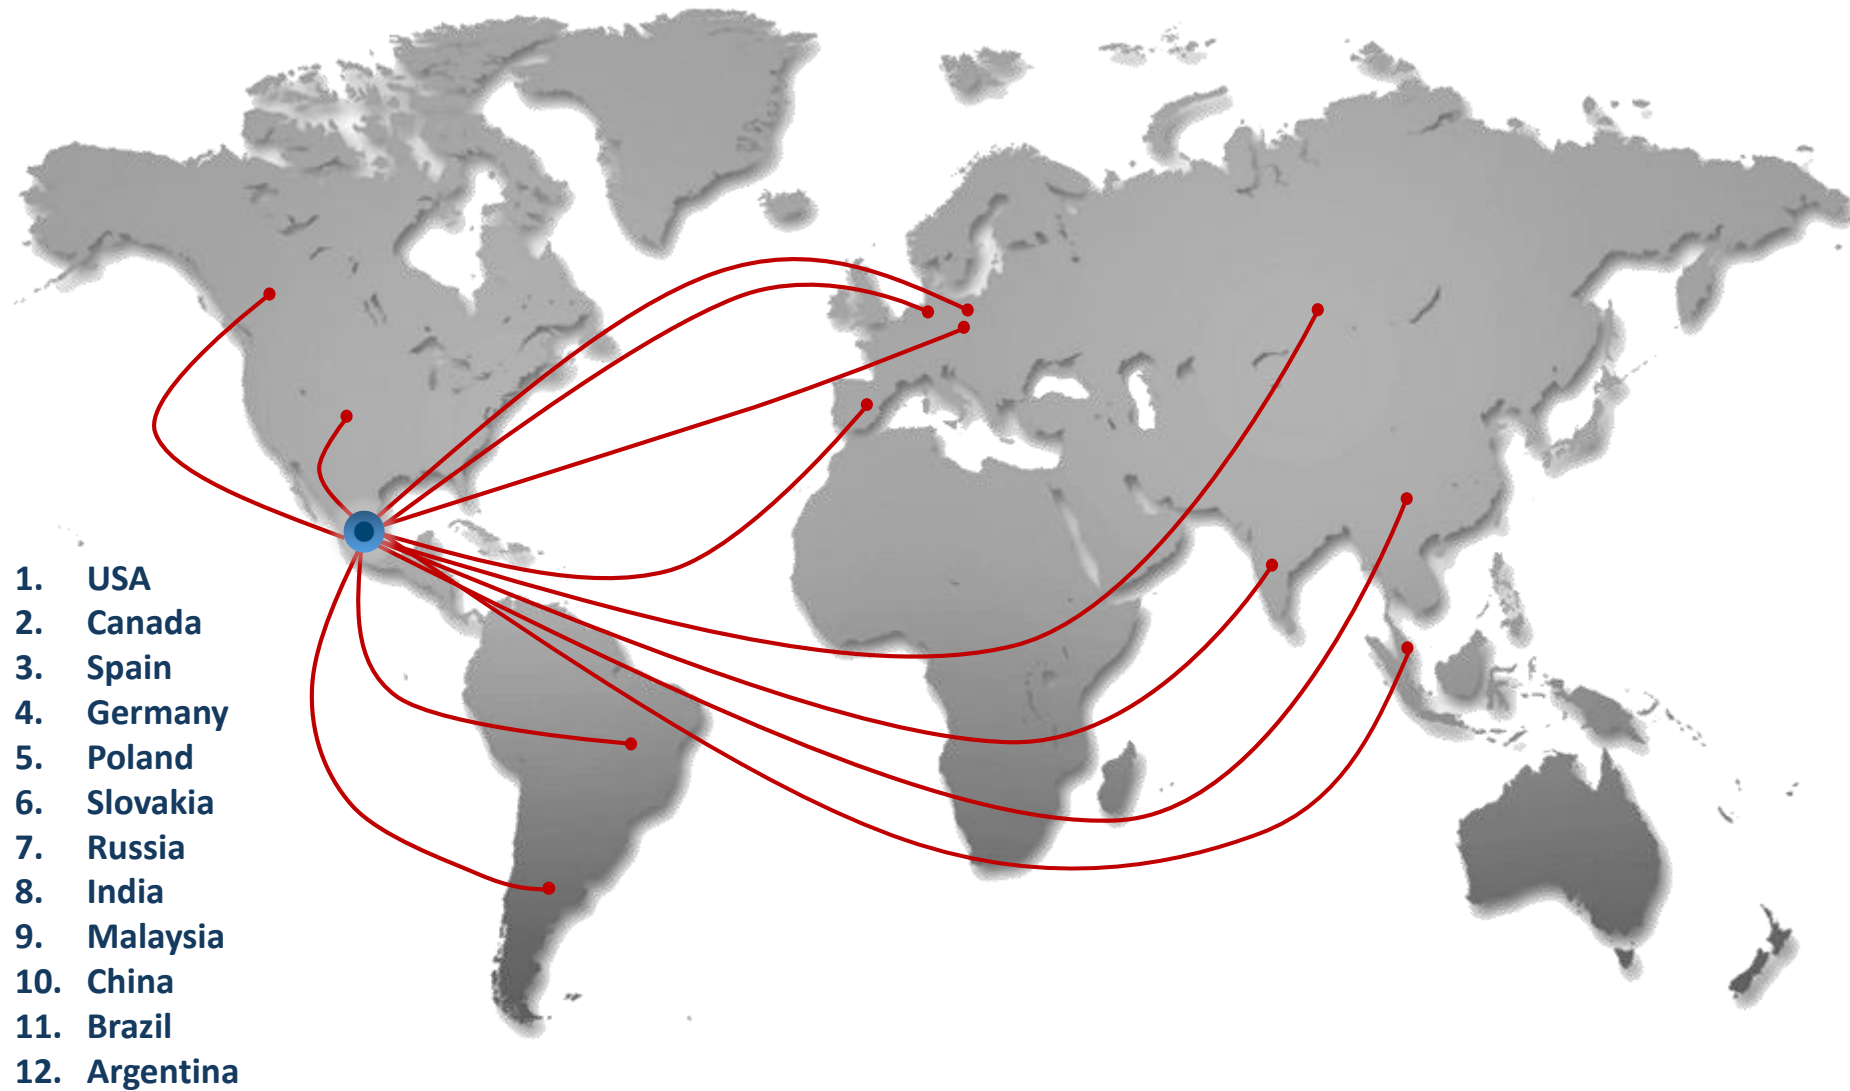 1. USA
2. Canada
3. Spain
4. Germany
5. Poland
6. Slovakia
7. Russia
8. India
9. Malaysia
10. China
11. Brazil
12. Argentina